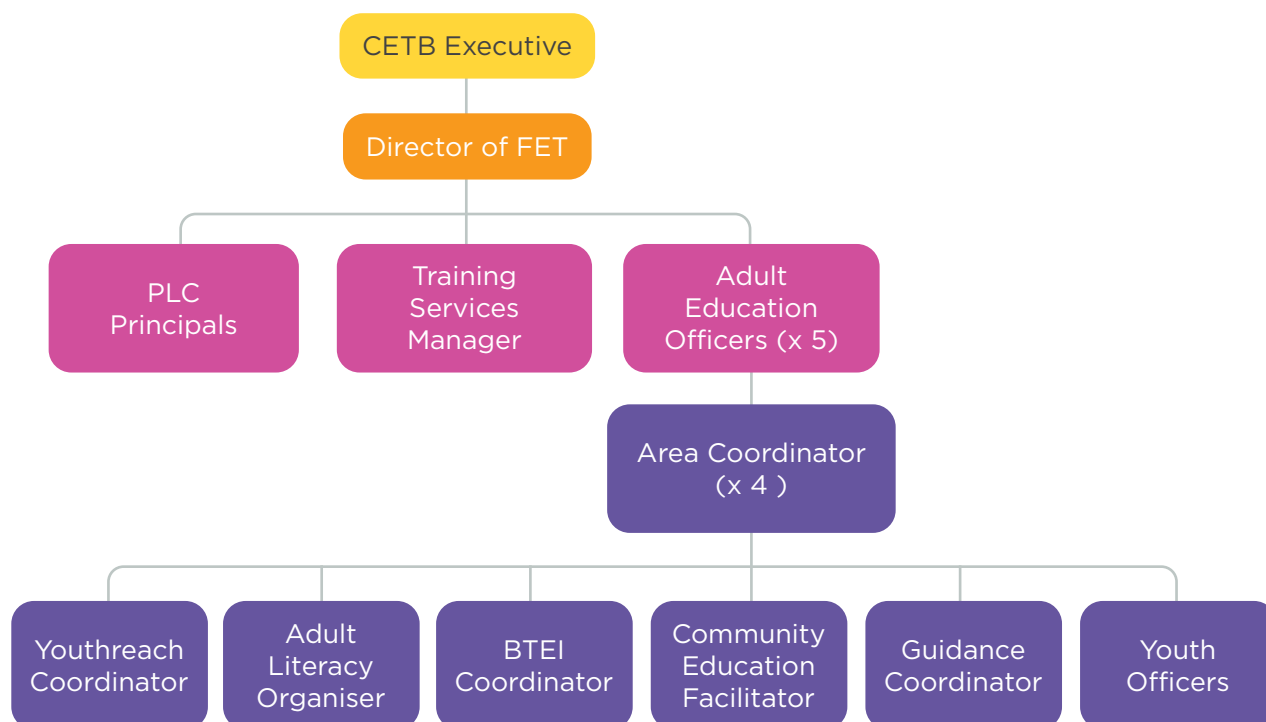 CETB Executive
Director of FET
PLC
Principals
Training
Services
Manager
Adult
Education
Officers (x 5)
Area Coordinator
(x 4 )
Youthreach
Coordinator
Adult
Literacy
Organiser
BTEI
Coordinator
Community
Education
Facilitator
Guidance
Coordinator
Youth
Officers